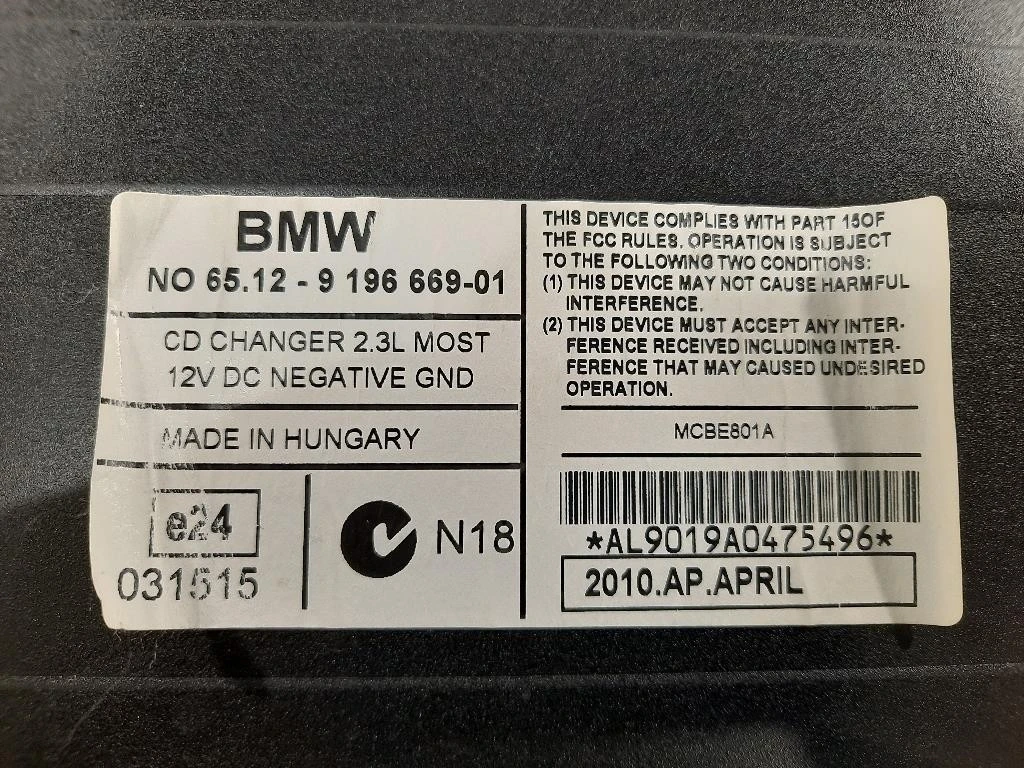 BMW
NO 65.12 - 9 196 669-01
CD CHANGER 2.3L MOST
12V DC NEGATIVE GND
MADE IN HUNGARY
e24
031515
N18
THIS DEVICE COMPLIES WITH PART 15OF
THE FCC RULES. OPERATION IS SUBJECT
TO THE FOLLOWING TWO CONDITIONS:
(1) THIS DEVICE MAY NOT CAUSE HARMFUL
INTERFERENCE.
(2) THIS DEVICE MUST ACCEPT ANY INTER-
FERENCE RECEIVED INCLUDING INTER-
FERENCE THAT MAY CAUSED UNDESIRED
OPERATION.
MCBE801A
*AL9019A0475496*
2010.AP.APRIL